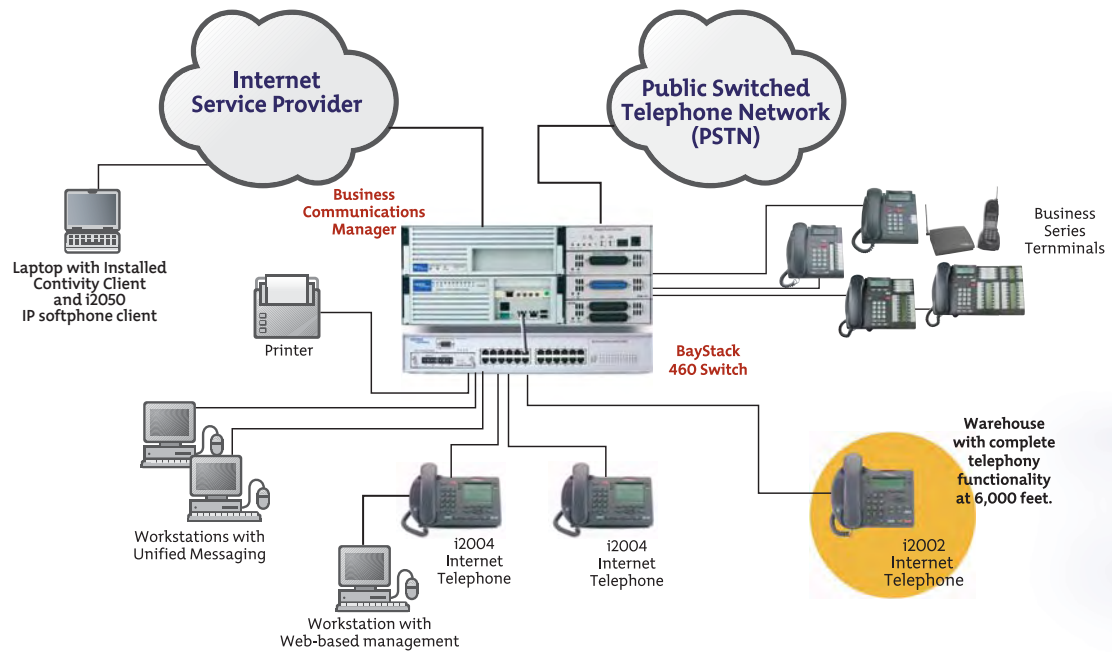 Internet
Service Provider
Public Switched
Telephone Network
(PSTN)
Business
Communications
Manager
Business
Series
Ternminals
Laptop with Installed
Contivity Client
and i2050
IP softphone client
Printer
BayStack
460 Switch
Warehouse
with complete
telephony
functionality
at 6,000 feet.
Workstations with
Unified Messaging
i2004
Internet
Telephone
i2004
Internet
Telephone
i2002
Internet
Telephone
Workstation with
Web-based management